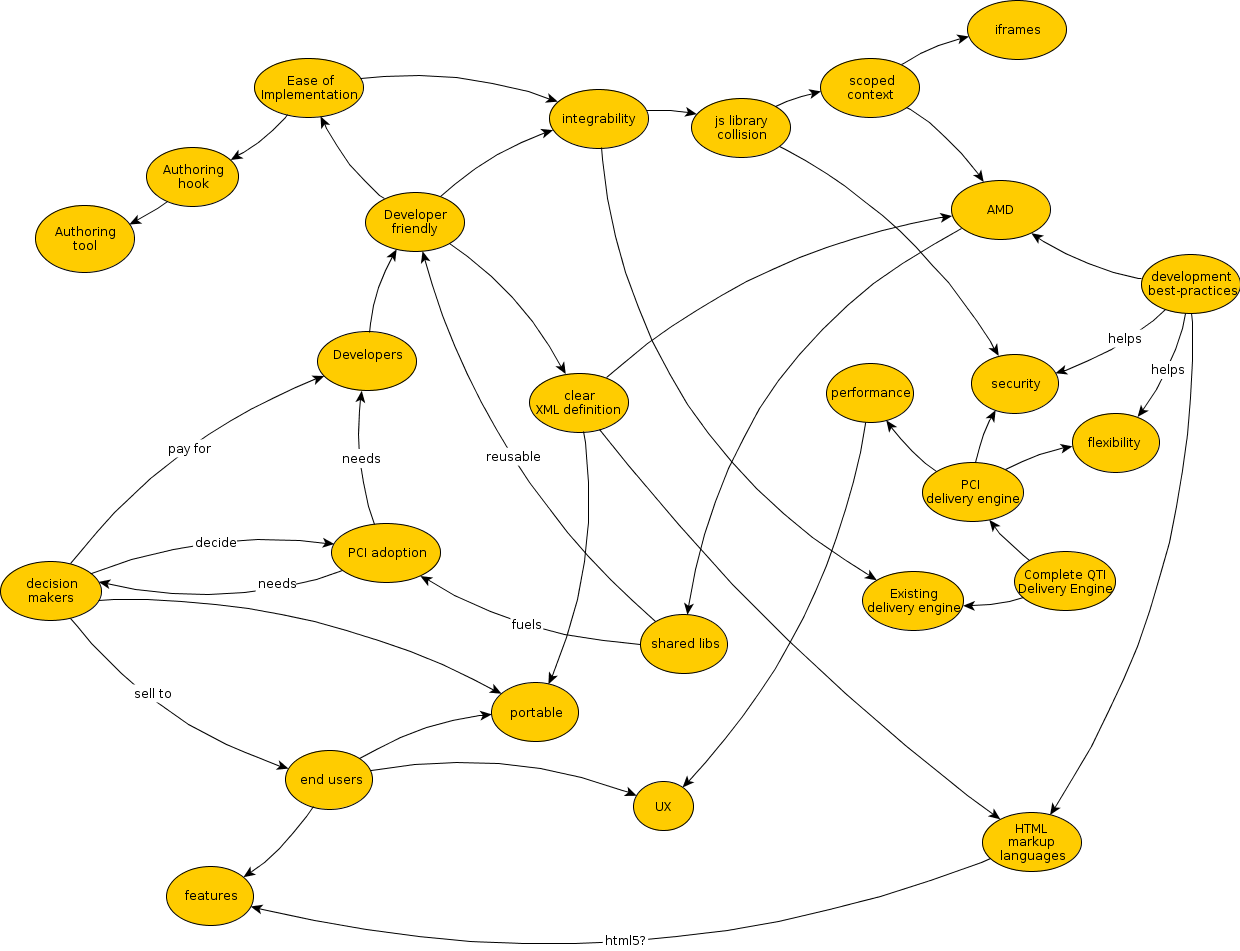 iframes
Ease of
Implementation
scoped
context
integrability
js library
collision
Authoring
hook
Authoring
tool
Developer
friendly
AMD
development
best-practices
helps
helps
Developers
security
performance
clear
XML definition
flexibility
pay for
needs
reusable
PCI
delivery engine
decide
PCI adoption
needs
decision
makers
Complete QTI
Delivery Engine
Existing
delivery engine
fuels
shared libs
sell to
portable
end users
UX
HTML
markup
languages
features
html5?